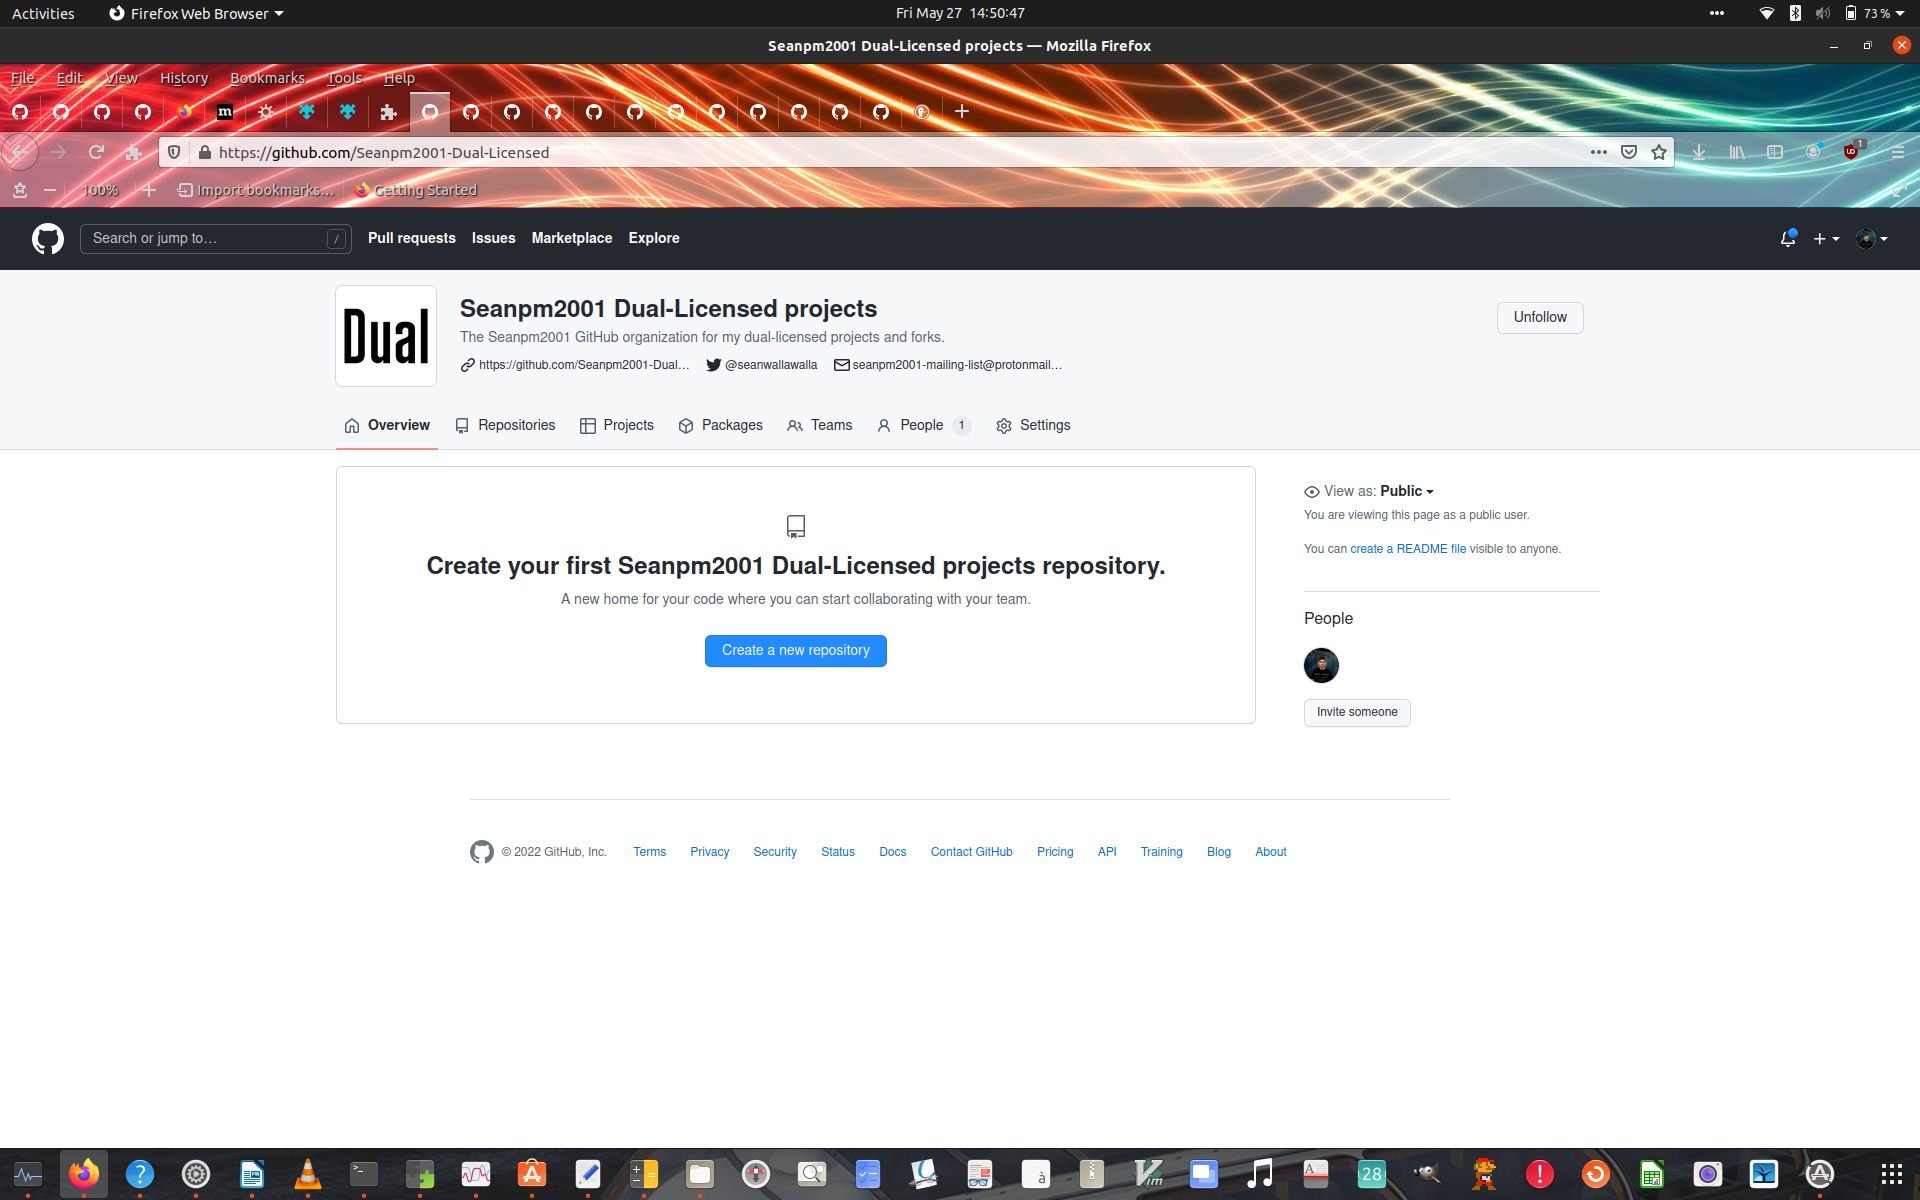 Activities
Firefox Web Browser
Fri May 27 14:50:47
73 %
Seanpm2001 Dual-Licensed projects — Mozilla Firefox
File Edit View History Bookmarks Tools Help
m
https://github.com/Seanpm2001-Dual-Licensed
1
100%
Import bookmarks…
Getting Started
Search or jump to…
/
Pull requests Issues Marketplace Explore
Dual
Seanpm2001 Dual-Licensed projects
The Seanpm2001 GitHub organization for my dual-licensed projects and forks.
https://github.com/Seanpm2001-Dual… @seanwallawalla seanpm2001-mailing-list@protonmail…
Unfollow
Overview Repositories Projects Packages Teams People 1 Settings
Create your first Seanpm2001 Dual-Licensed projects repository.
A new home for your code where you can start collaborating with your team.
Create a new repository
View as: Public
You are viewing this page as a public user.
You can create a README file visible to anyone.
People
Invite someone
© 2022 GitHub, Inc. Terms Privacy Security Status Docs Contact GitHub Pricing API Training Blog About
?
>_
à
Vim
A
28
!